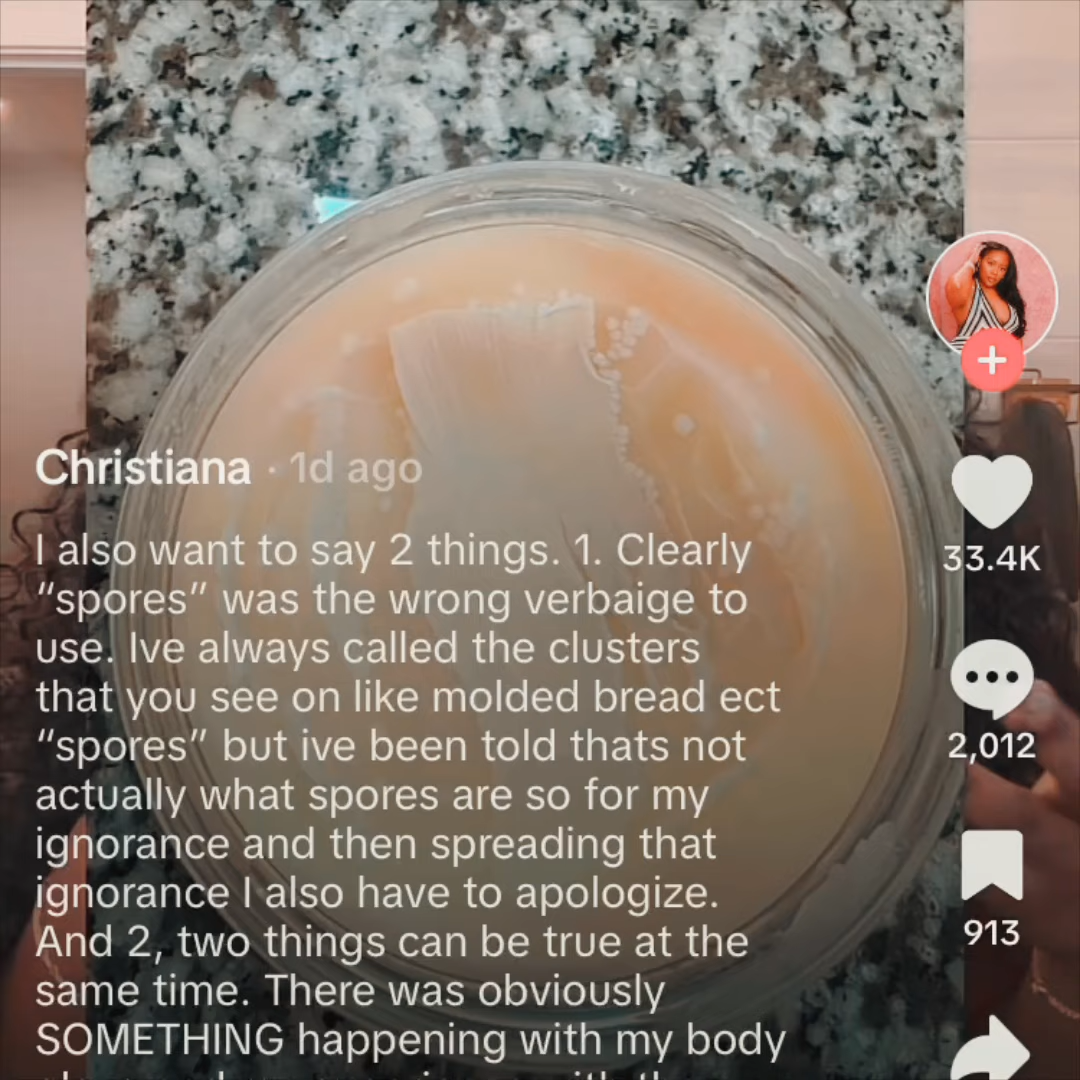 Christiana · 1d ago
I also want to say 2 things. 1. Clearly
“spores” was the wrong verbaige to
use. Ive always called the clusters
that you see on like molded bread ect
“spores” but ive been told thats not
actually what spores are so for my
ignorance and then spreading that
ignorance I also have to apologize.
And 2, two things can be true at the
same time. There was obviously
SOMETHING happening with my body
33.4K
2,012
913